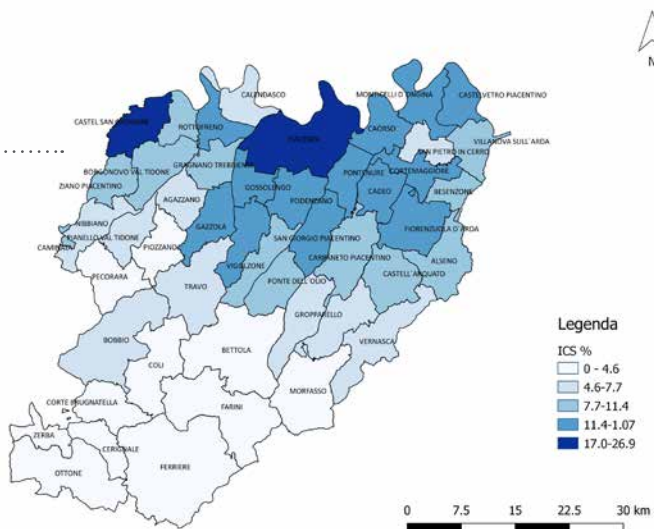 N
CALENDASCO
MONTICELLI D'ONGINA
CASTELVETRO PIACENTINO
CASTEL SAN GIOVANNI
ROTTOFRENO
PIACENZA
CAORSO
VILLANOVA SULL'ARDA
SAN PIETRO IN CERRO
BORGONOVO VAL TIDONE
GRAGNANO TREBBIENSE
PONTENURE
CORTEMAGGIORE
ZIANO PIACENTINO
GOSSOLENGO
CADEO
BESENZONE
AGAZZANO
PODENZANO
NIBBIANO
GAZZOLA
FIORENZUOLA D'ARDA
PIANELLO VAL TIDONE
SAN GIORGIO PIACENTINO
CAMINATA
PIOZZANO
CARPANETO PIACENTINO
ALSENO
VIGOLZONE
PECORARA
CASTELL'ARQUATO
TRAVO
PONTE DELL'OLIO
GROPPARELLO
BOBBIO
VERNASCA
BETTOLA
COLI
MORFASSO
CORTE BRUGNATELLA
FARINI
ZERBA
CERIGNALE
OTTONE
FERRIERE
Legenda
ICS %
0 - 4.6
4.6-7.7
7.7-11.4
11.4-1.07
17.0-26.9
0 7.5 15 22.5 30 km